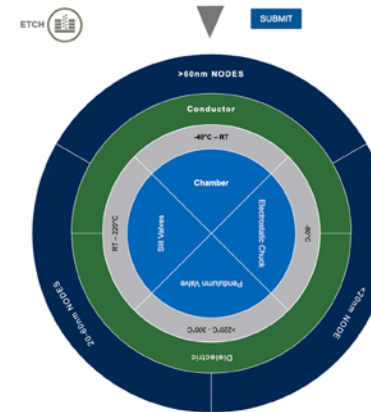 ETCH
SUBMIT
>60nm NODES
Conductor
-40°C – RT
Chamber
Slit Valves
Electrostatic Chuck
Pendulumn Valve
RT – 220°C
-60°C
>220°C - 300°C
Dielectric
20-60nm NODES
<20nm NODE